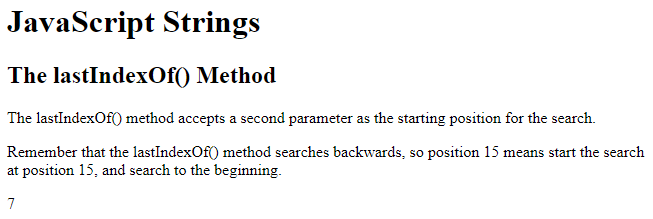 JavaScript Strings
The lastIndexOf() Method
The lastIndexOf() method accepts a second parameter as the starting position for the search.
Remember that the lastIndexOf() method searches backwards, so position 15 means start the search
at position 15, and search to the beginning.
7